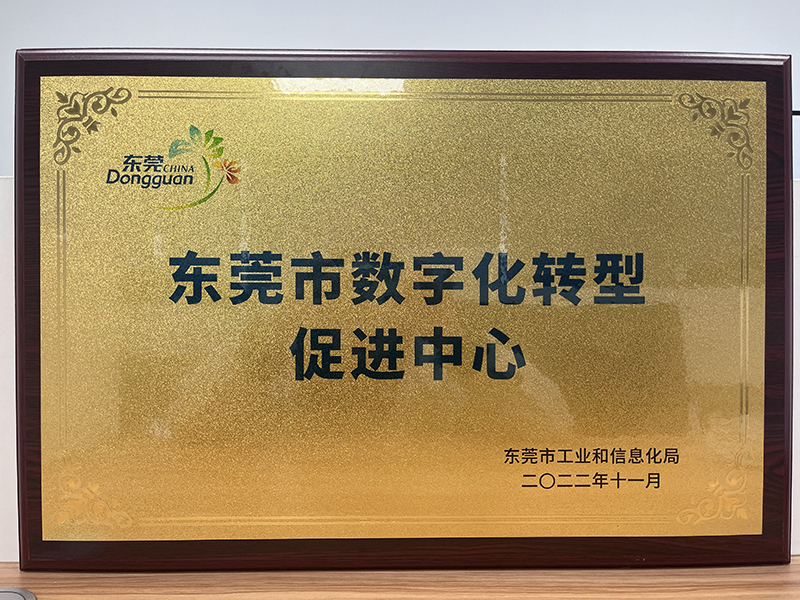 东莞CHINA
Dongguan
东莞市数字化转型
促进中心
东莞市工业和信息化局
二〇二二年十一月